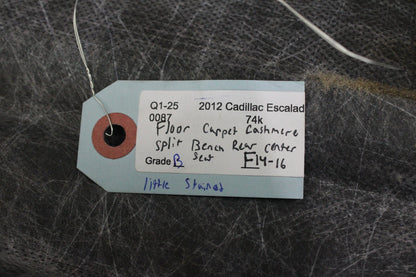 Q1-25 2012 Cadillac Escalad
0087 74k
Floor Carpet Cashmere
Split Bench Rear center
Grade B Seat E14-16
little Stained